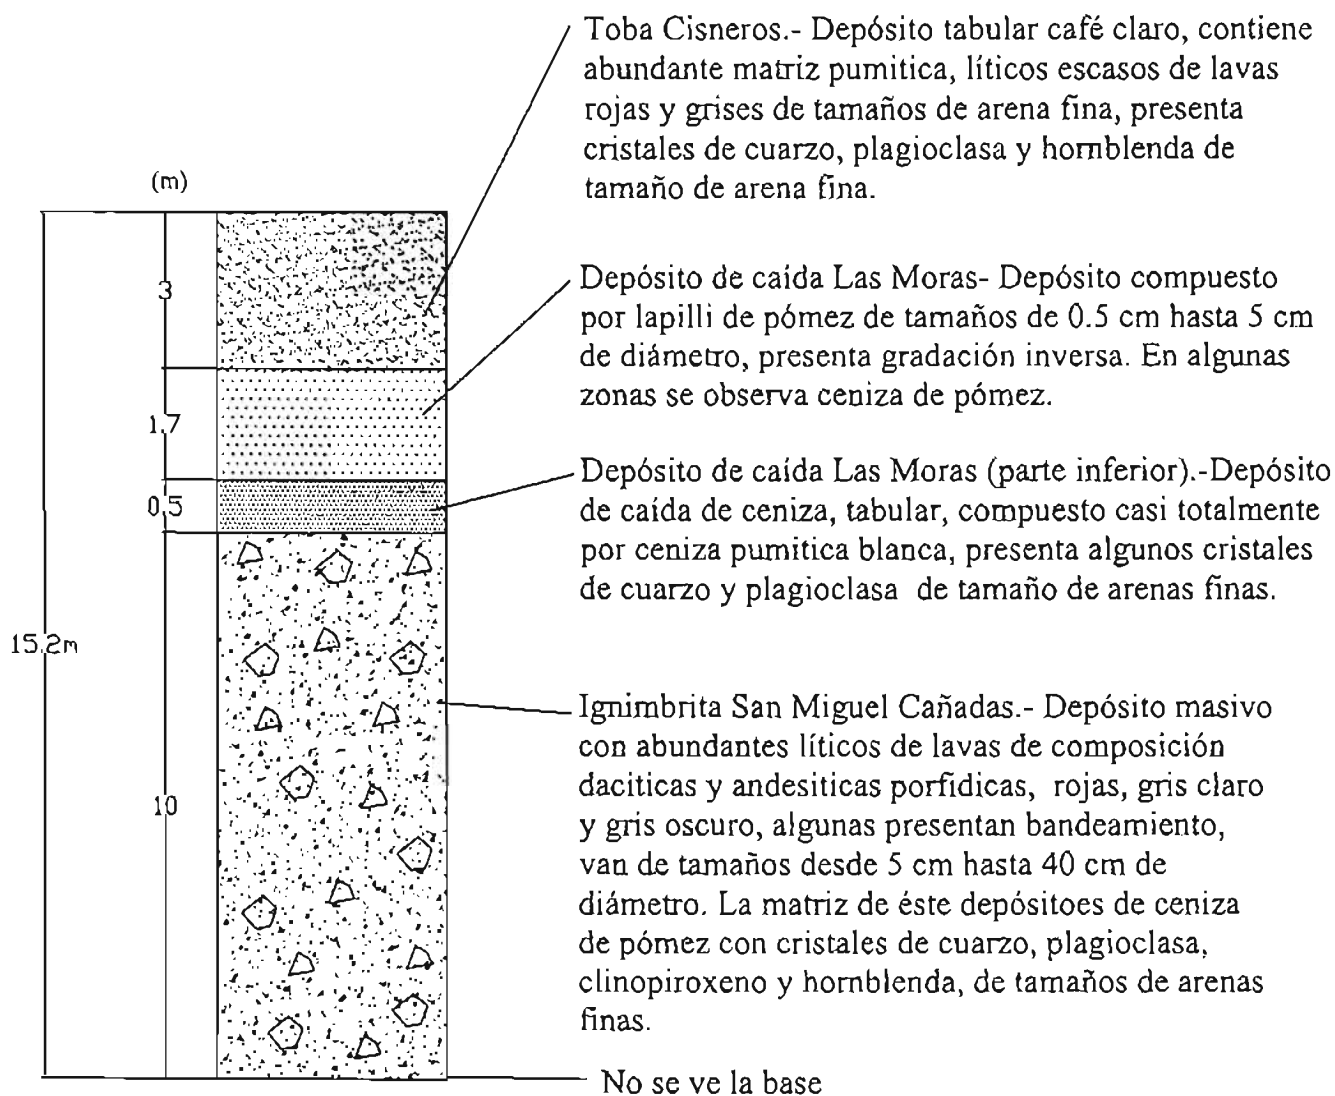 Toba Cisneros.- Depósito tabular café claro, contiene
abundante matriz pumitica, líticos escasos de lavas
rojas y grises de tamaños de arena fina, presenta
cristales de cuarzo, plagioclasa y hornblenda de
tamaño de arena fina.
(m)
3
Depósito de caída Las Moras- Depósito compuesto
por lapilli de pómez de tamaños de 0.5 cm hasta 5 cm
de diámetro, presenta gradación inversa. En algunas
zonas se observa ceniza de pómez.
1.7
Depósito de caída Las Moras (parte inferior).-Depósito
de caída de ceniza, tabular, compuesto casi totalmente
por ceniza pumitica blanca, presenta algunos cristales
de cuarzo y plagioclasa de tamaño de arenas finas.
0.5
15.2m
Ignimbrita San Miguel Cañadas.- Depósito masivo
con abundantes líticos de lavas de composición
daciticas y andesiticas porfidicas, rojas, gris claro
y gris oscuro, algunas presentan bandeamiento,
van de tamaños desde 5 cm hasta 40 cm de
diámetro. La matriz de éste depósitoes de ceniza
de pómez con cristales de cuarzo, plagioclasa,
clinopiroxeno y hornblenda, de tamaños de arenas
finas.
10
No se ve la base